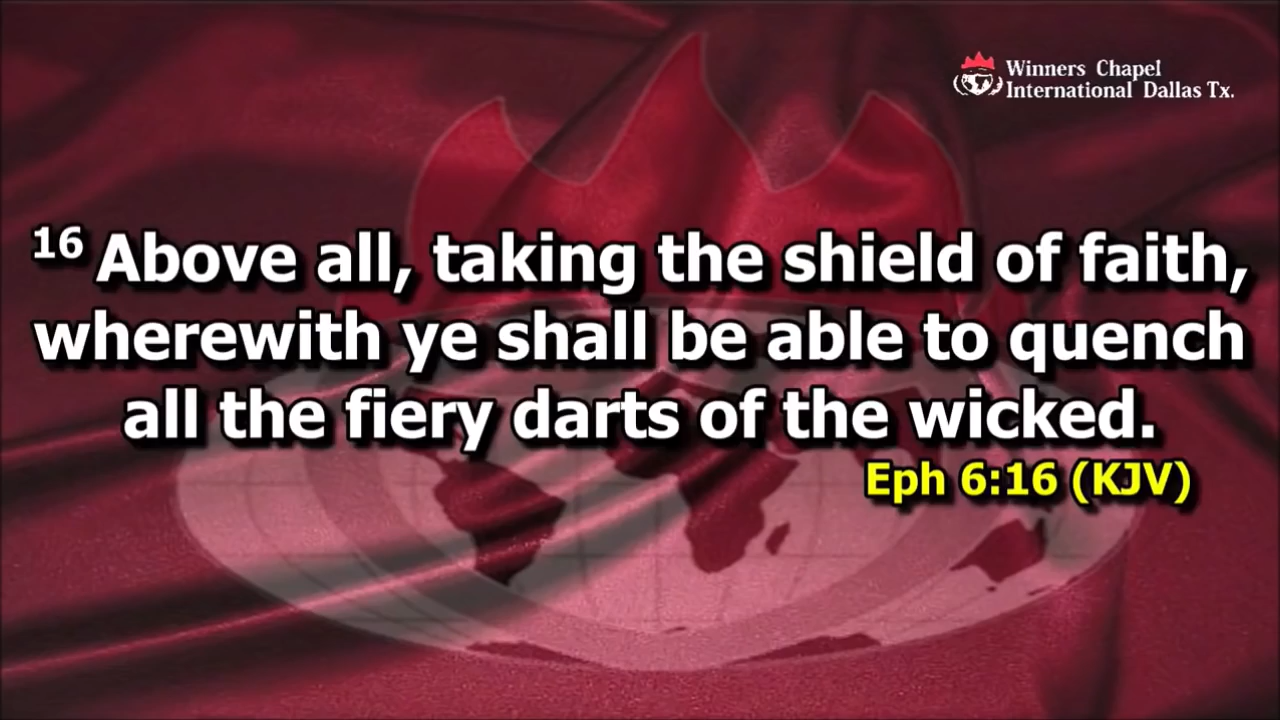 Winners Chapel
International Dallas Tx.
16 Above all, taking the shield of faith,
wherewith ye shall be able to quench
all the fiery darts of the wicked.
Eph 6:16 (KJV)